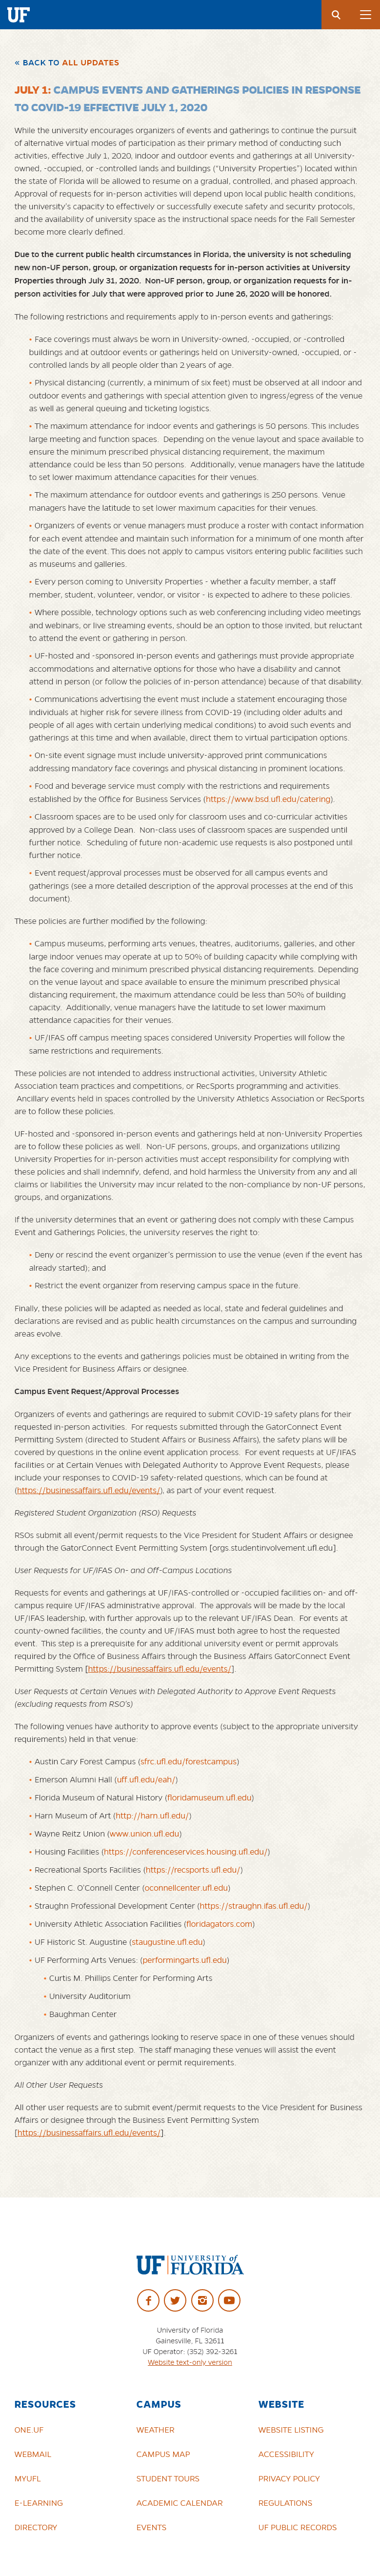 UF
« BACK TO ALL UPDATES
JULY 1: CAMPUS EVENTS AND GATHERINGS POLICIES IN RESPONSE
TO COVID-19 EFFECTIVE JULY 1, 2020
While the university encourages organizers of events and gatherings to continue the pursuit
of alternative virtual modes of participation as their primary method of conducting such
activities, effective July 1, 2020, indoor and outdoor events and gatherings at all University-
owned, -occupied, or -controlled lands and buildings ("University Properties") located within
the state of Florida will be allowed to resume on a gradual, controlled, and phased approach.
Approval of requests for in-person activities will depend upon local public health conditions,
the university's capacity to effectively or successfully execute safety and security protocols,
and the availability of university space as the instructional space needs for the Fall Semester
become more clearly defined.
Due to the current public health circumstances in Florida, the university is not scheduling
new non-UF person, group, or organization requests for in-person activities at University
Properties through July 31, 2020. Non-UF person, group, or organization requests for in-
person activities for July that were approved prior to June 26, 2020 will be honored.
The following restrictions and requirements apply to in-person events and gatherings:
• Face coverings must always be worn in University-owned, -occupied, or -controlled
buildings and at outdoor events or gatherings held on University-owned, -occupied, or -
controlled lands by all people older than 2 years of age.
• Physical distancing (currently, a minimum of six feet) must be observed at all indoor and
outdoor events and gatherings with special attention given to ingress/egress of the venue
as well as general queuing and ticketing logistics.
• The maximum attendance for indoor events and gatherings is 50 persons. This includes
large meeting and function spaces. Depending on the venue layout and space available to
ensure the minimum prescribed physical distancing requirement, the maximum
attendance could be less than 50 persons. Additionally, venue managers have the latitude
to set lower maximum attendance capacities for their venues.
• The maximum attendance for outdoor events and gatherings is 250 persons. Venue
managers have the latitude to set lower maximum capacities for their venues.
• Organizers of events or venue managers must produce a roster with contact information
for each event attendee and maintain such information for a minimum of one month after
the date of the event. This does not apply to campus visitors entering public facilities such
as museums and galleries.
• Every person coming to University Properties - whether a faculty member, a staff
member, student, volunteer, vendor, or visitor - is expected to adhere to these policies.
• Where possible, technology options such as web conferencing including video meetings
and webinars, or live streaming events, should be an option to those invited, but reluctant
to attend the event or gathering in person.
• UF-hosted and -sponsored in-person events and gatherings must provide appropriate
accommodations and alternative options for those who have a disability and cannot
attend in person (or follow the policies of in-person attendance) because of that disability.
• Communications advertising the event must include a statement encouraging those
individuals at higher risk for severe illness from COVID-19 (including older adults and
people of all ages with certain underlying medical conditions) to avoid such events and
gatherings at this time and when available, direct them to virtual participation options.
• On-site event signage must include university-approved print communications
addressing mandatory face coverings and physical distancing in prominent locations.
• Food and beverage service must comply with the restrictions and requirements
established by the Office for Business Services (https://www.bsd.ufl.edu/catering).
• Classroom spaces are to be used only for classroom uses and co-curricular activities
approved by a College Dean. Non-class uses of classroom spaces are suspended until
further notice. Scheduling of future non-academic use requests is also postponed until
further notice.
• Event request/approval processes must be observed for all campus events and
gatherings (see a more detailed description of the approval processes at the end of this
document).
These policies are further modified by the following:
• Campus museums, performing arts venues, theatres, auditoriums, galleries, and other
large indoor venues may operate at up to 50% of building capacity while complying with
the face covering and minimum prescribed physical distancing requirements. Depending
on the venue layout and space available to ensure the minimum prescribed physical
distancing requirement, the maximum attendance could be less than 50% of building
capacity. Additionally, venue managers have the latitude to set lower maximum
attendance capacities for their venues.
• UF/IFAS off campus meeting spaces considered University Properties will follow the
same restrictions and requirements.
These policies are not intended to address instructional activities, University Athletic
Association team practices and competitions, or RecSports programming and activities.
Ancillary events held in spaces controlled by the University Athletics Association or RecSports
are to follow these policies.
UF-hosted and -sponsored in-person events and gatherings held at non-University Properties
are to follow these policies as well. Non-UF persons, groups, and organizations utilizing
University Properties for in-person activities must accept responsibility for complying with
these policies and shall indemnify, defend, and hold harmless the University from any and all
claims or liabilities the University may incur related to the non-compliance by non-UF persons,
groups, and organizations.
If the university determines that an event or gathering does not comply with these Campus
Event and Gatherings Policies, the university reserves the right to:
• Deny or rescind the event organizer's permission to use the venue (even if the event has
already started); and
• Restrict the event organizer from reserving campus space in the future.
Finally, these policies will be adapted as needed as local, state and federal guidelines and
declarations are revised and as public health circumstances on the campus and surrounding
areas evolve.
Any exceptions to the events and gatherings policies must be obtained in writing from the
Vice President for Business Affairs or designee.
Campus Event Request/Approval Processes
Organizers of events and gatherings are required to submit COVID-19 safety plans for their
requested in-person activities. For requests submitted through the GatorConnect Event
Permitting System (directed to Student Affairs or Business Affairs), the safety plans will be
covered by questions in the online event application process. For event requests at UF/IFAS
facilities or at Certain Venues with Delegated Authority to Approve Event Requests, please
include your responses to COVID-19 safety-related questions, which can be found at
(https://businessaffairs.ufl.edu/events/), as part of your event request.
Registered Student Organization (RSO) Requests
RSOs submit all event/permit requests to the Vice President for Student Affairs or designee
through the GatorConnect Event Permitting System [orgs.studentinvolvement.ufl.edu].
User Requests for UF/IFAS On- and Off-Campus Locations
Requests for events and gatherings at UF/IFAS-controlled or -occupied facilities on- and off-
campus require UF/IFAS administrative approval. The approvals will be made by the local
UF/IFAS leadership, with further approvals up to the relevant UF/IFAS Dean. For events at
county-owned facilities, the county and UF/IFAS must both agree to host the requested
event. This step is a prerequisite for any additional university event or permit approvals
required by the Office of Business Affairs through the Business Affairs GatorConnect Event
Permitting System [https://businessaffairs.ufl.edu/events/].
User Requests at Certain Venues with Delegated Authority to Approve Event Requests
(excluding requests from RSO's)
The following venues have authority to approve events (subject to the appropriate university
requirements) held in that venue:
• Austin Cary Forest Campus (sfrc.ufl.edu/forestcampus)
• Emerson Alumni Hall (uff.ufl.edu/eah/)
• Florida Museum of Natural History (floridamuseum.ufl.edu)
• Harn Museum of Art (http://harn.ufl.edu/)
• Wayne Reitz Union (www.union.ufl.edu)
• Housing Facilities (https://conferenceservices.housing.ufl.edu/)
• Recreational Sports Facilities (https://recsports.ufl.edu/)
• Stephen C. O'Connell Center (oconnellcenter.ufl.edu)
• Straughn Professional Development Center (https://straughn.ifas.ufl.edu/)
• University Athletic Association Facilities (floridagators.com)
• UF Historic St. Augustine (staugustine.ufl.edu)
• UF Performing Arts Venues: (performingarts.ufl.edu)
• Curtis M. Phillips Center for Performing Arts
• University Auditorium
• Baughman Center
Organizers of events and gatherings looking to reserve space in one of these venues should
contact the venue as a first step. The staff managing these venues will assist the event
organizer with any additional event or permit requirements.
All Other User Requests
All other user requests are to submit event/permit requests to the Vice President for Business
Affairs or designee through the Business Event Permitting System
[https://businessaffairs.ufl.edu/events/].
UF University of FLORIDA
University of Florida
Gainesville, FL 32611
UF Operator: (352) 392-3261
Website text-only version
RESOURCES
ONE.UF
WEBMAIL
MYUFL
E-LEARNING
DIRECTORY
CAMPUS
WEATHER
CAMPUS MAP
STUDENT TOURS
ACADEMIC CALENDAR
EVENTS
WEBSITE
WEBSITE LISTING
ACCESSIBILITY
PRIVACY POLICY
REGULATIONS
UF PUBLIC RECORDS